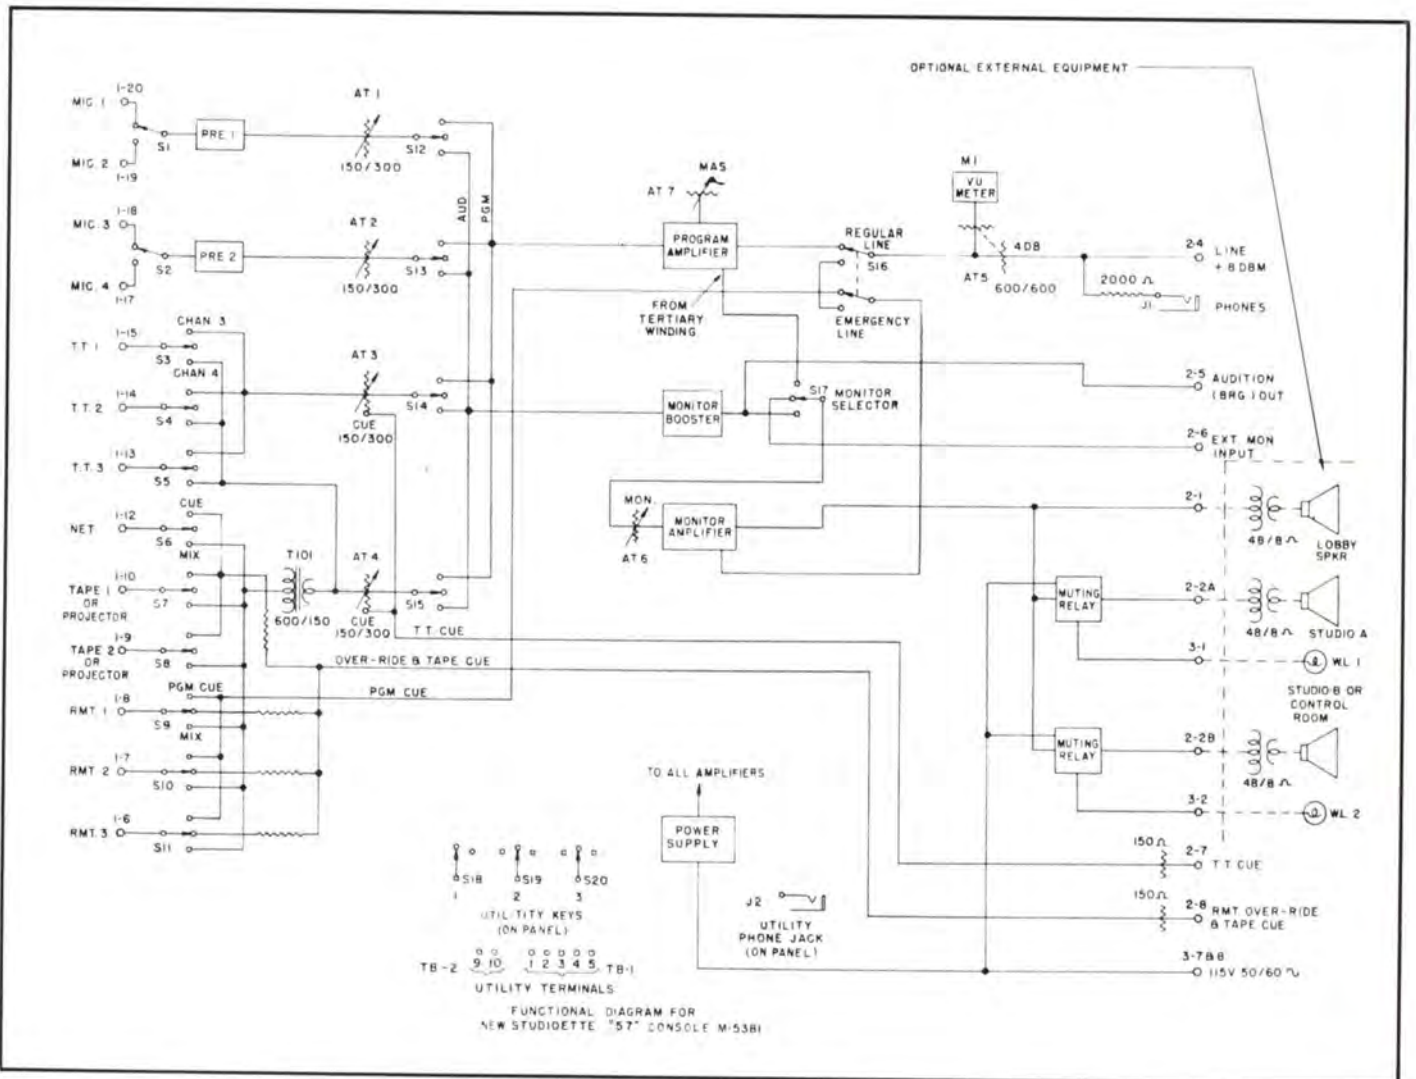 OPTIONAL EXTERNAL EQUIPMENT
1-20
MIC. 1
S1
MIC. 2
1-19
PRE 1
AT 1
150/300
S12
1-18
MIC. 3
S2
MIC. 4
1-17
PRE 2
AT 2
150/300
S13
AUD
PGM
CHAN 3
1-15
T.T. 1
S3
CHAN 4
1-14
T.T. 2
S4
1-13
T.T. 3
S5
AT 3
CUE
150/300
S14
CUE
1-12
NET
S6
MIX
1-10
TAPE 1
OR
PROJECTOR
S7
1-9
TAPE 2
OR
PROJECTOR
S8
T101
600/150
AT 4
CUE
150/300
S15
T T CUE
OVER-RIDE & TAPE CUE
PGM CUE
PGM CUE
1-8
RMT. 1
S9
MIX
1-7
RMT 2
S10
1-6
RMT. 3
S11
MAS.
AT 7
PROGRAM
AMPLIFIER
FROM
TERTIARY
WINDING
REGULAR
LINE
S16
EMERGENCY
LINE
M1
VU
METER
4DB
AT5
600/600
2-4
LINE
+ 8 DBM
2000 Ω
J1
PHONES
S17
MONITOR
SELECTOR
MONITOR
BOOSTER
2-5
AUDITION
(BRG.) OUT
2-6
EXT MON
INPUT
MON.
AT 6
MONITOR
AMPLIFIER
2-1
48/8 Ω
LOBBY
SPKR
MUTING
RELAY
2-2A
48/8 Ω
STUDIO A
3-1
WL 1
STUDIO B OR
CONTROL
ROOM
MUTING
RELAY
2-2B
48/8 Ω
3-2
WL 2
TO ALL AMPLIFIERS
POWER
SUPPLY
150 Ω
2-7
T T CUE
150 Ω
2-8
RMT OVER-RIDE
& TAPE CUE
3-7&8
115V 50/60 ~
S18
S19
S20
1
2
3
UTILTITY KEYS
(ON PANEL)
J2
UTILITY
PHONE JACK
(ON PANEL)
TB-2 9 10 1 2 3 4 5 TB-1
UTILITY TERMINALS
FUNCTIONAL DIAGRAM FOR
NEW STUDIOETTE "57" CONSOLE M-5381